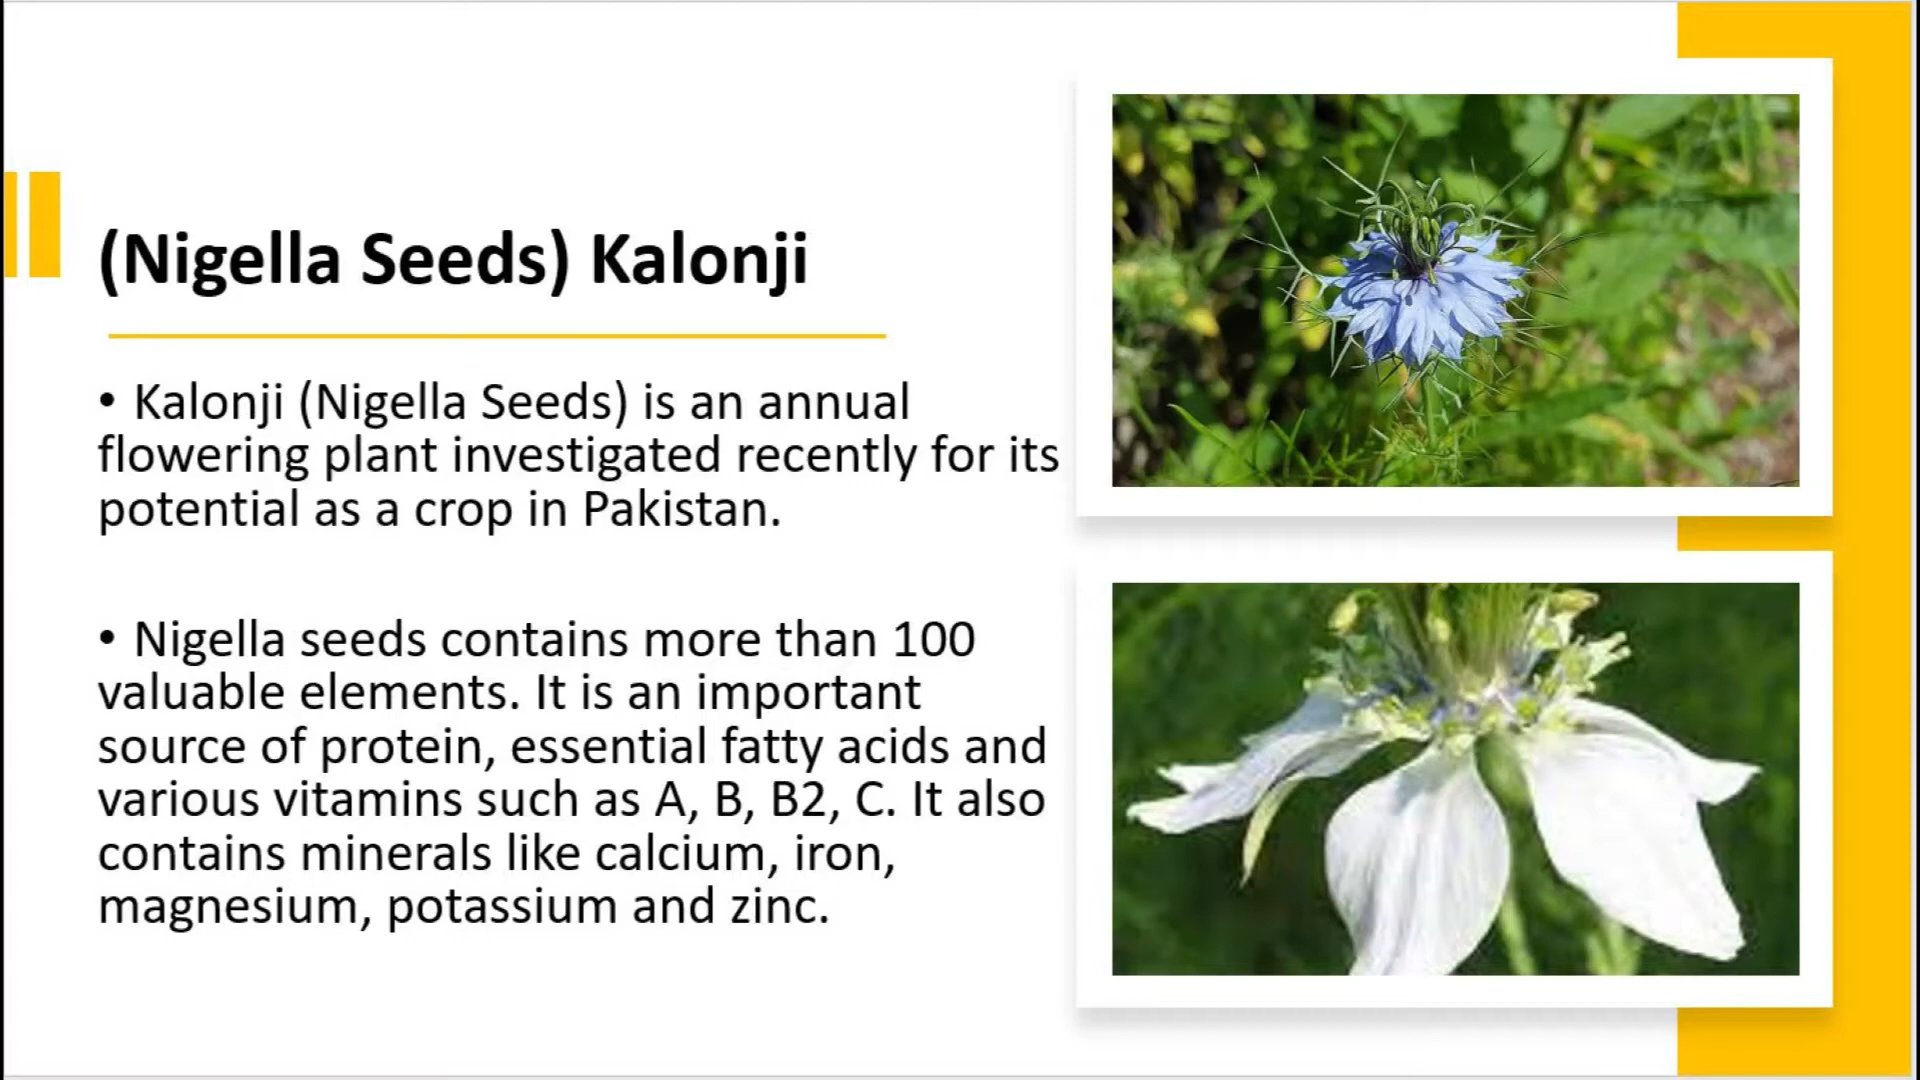 (Nigella Seeds) Kalonji
• Kalonji (Nigella Seeds) is an annual
flowering plant investigated recently for its
potential as a crop in Pakistan.
• Nigella seeds contains more than 100
valuable elements. It is an important
source of protein, essential fatty acids and
various vitamins such as A, B, B2, C. It also
contains minerals like calcium, iron,
magnesium, potassium and zinc.